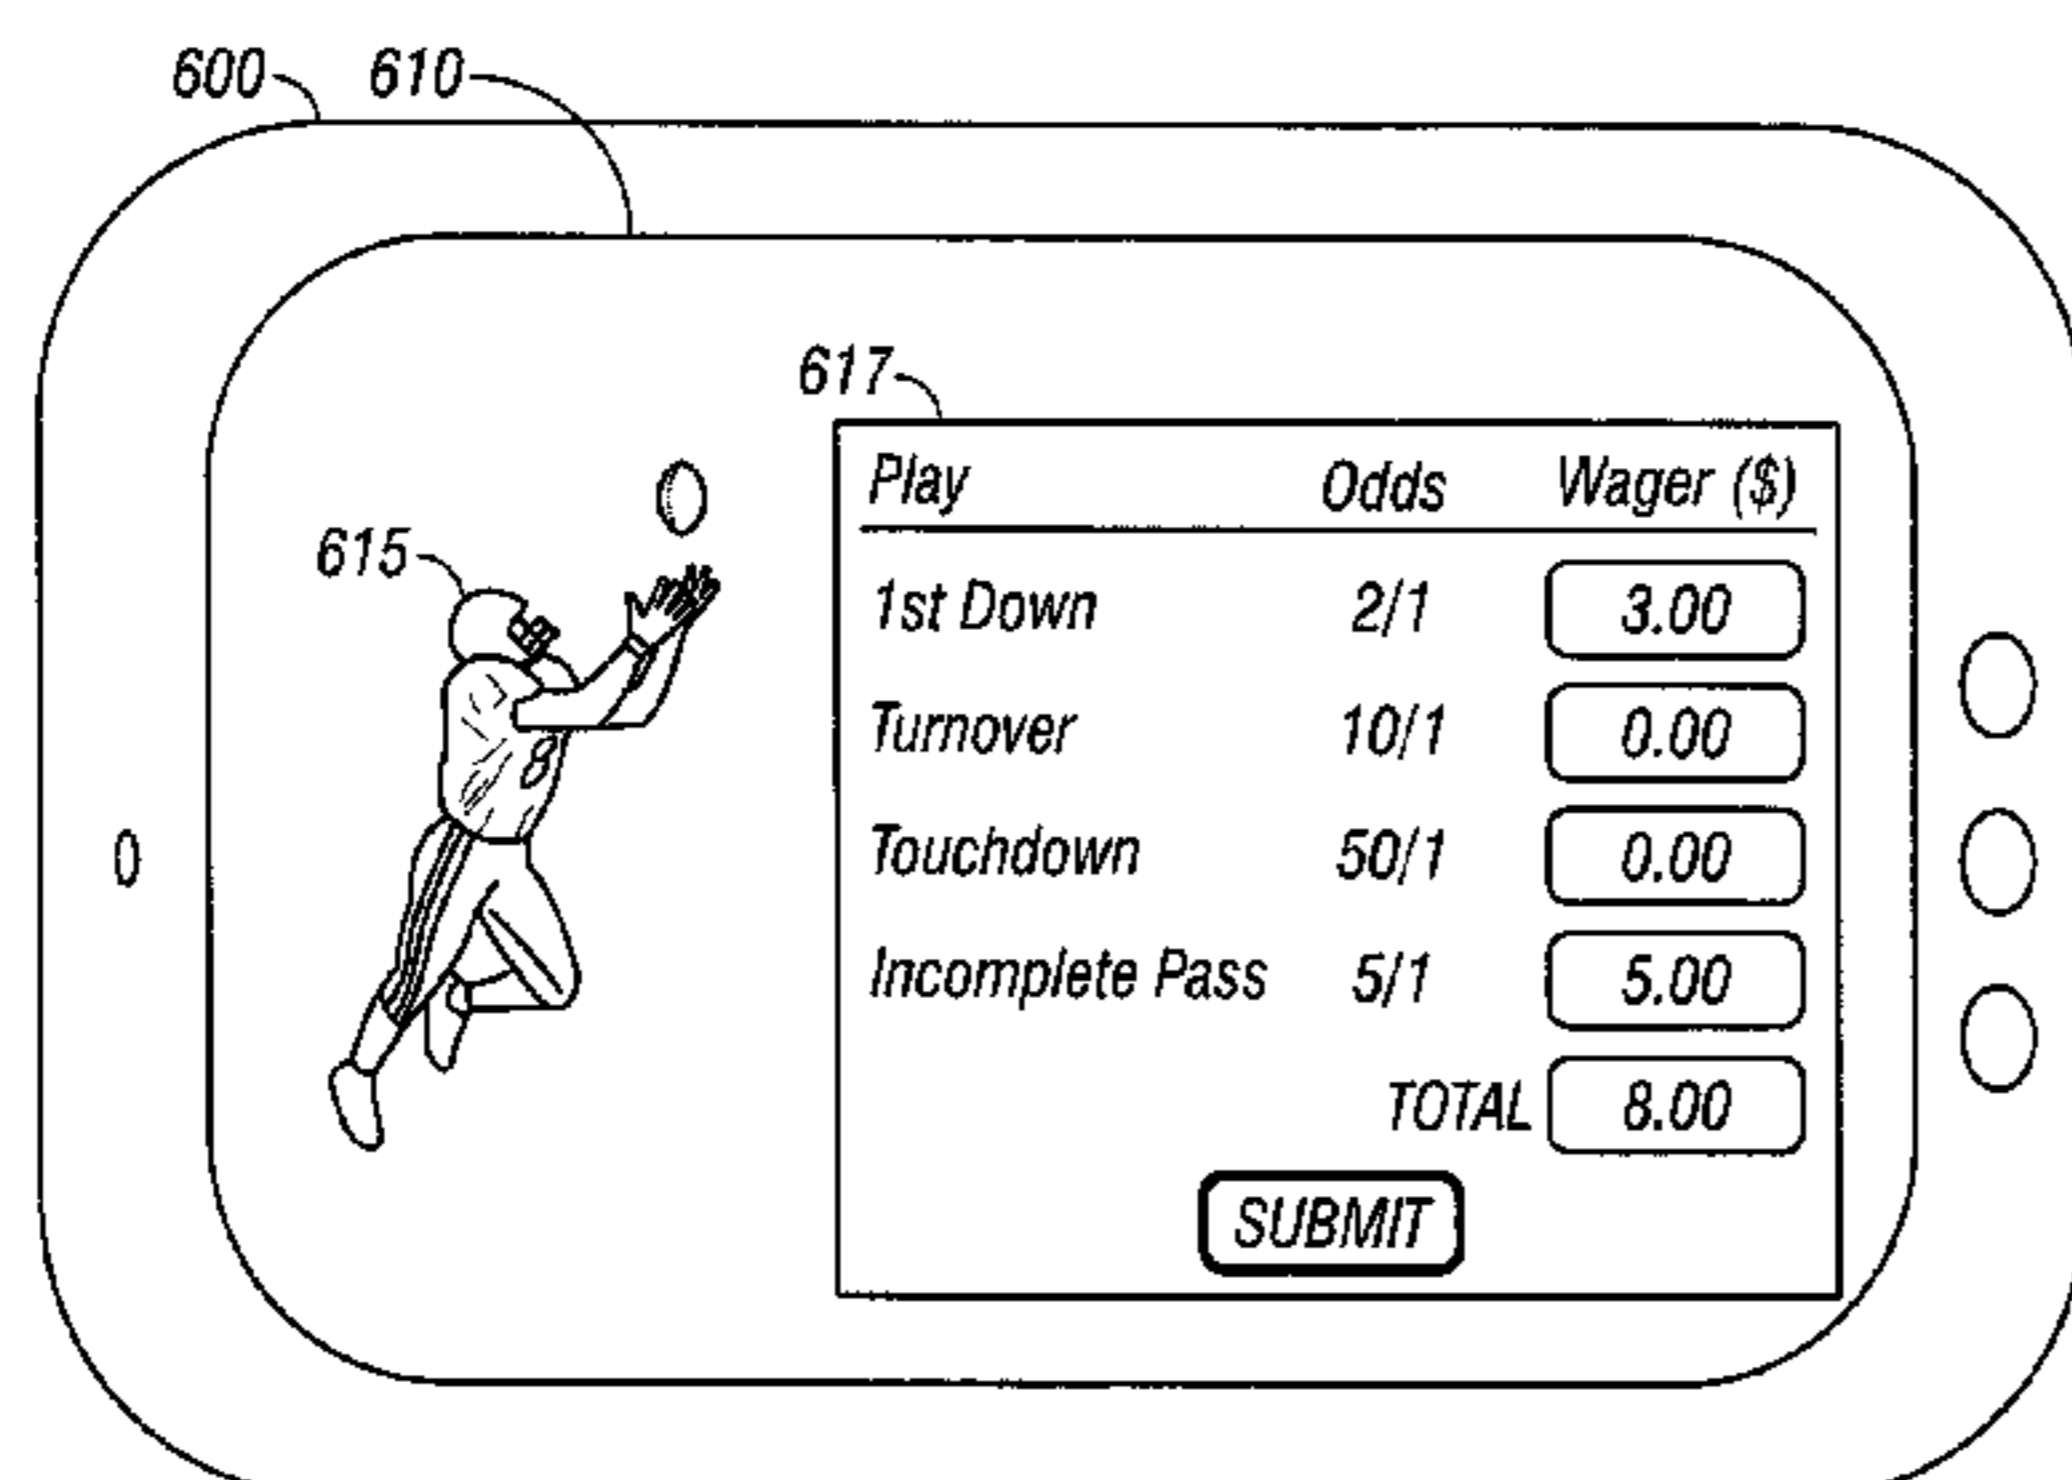 600 610
617
Play Odds Wager ($)
615
1st Down 2/1 3.00
Turnover 10/1 0.00
8
Touchdown 50/1 0.00
Incomplete Pass 5/1 5.00
TOTAL 8.00
SUBMIT